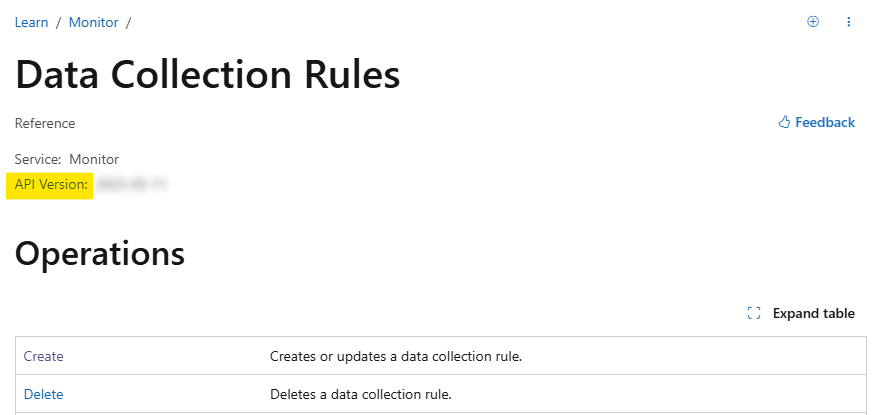 Learn / Monitor /
Data Collection Rules
Reference
Feedback
Service: Monitor
API Version:
Operations
Expand table
Create Creates or updates a data collection rule.
Delete Deletes a data collection rule.